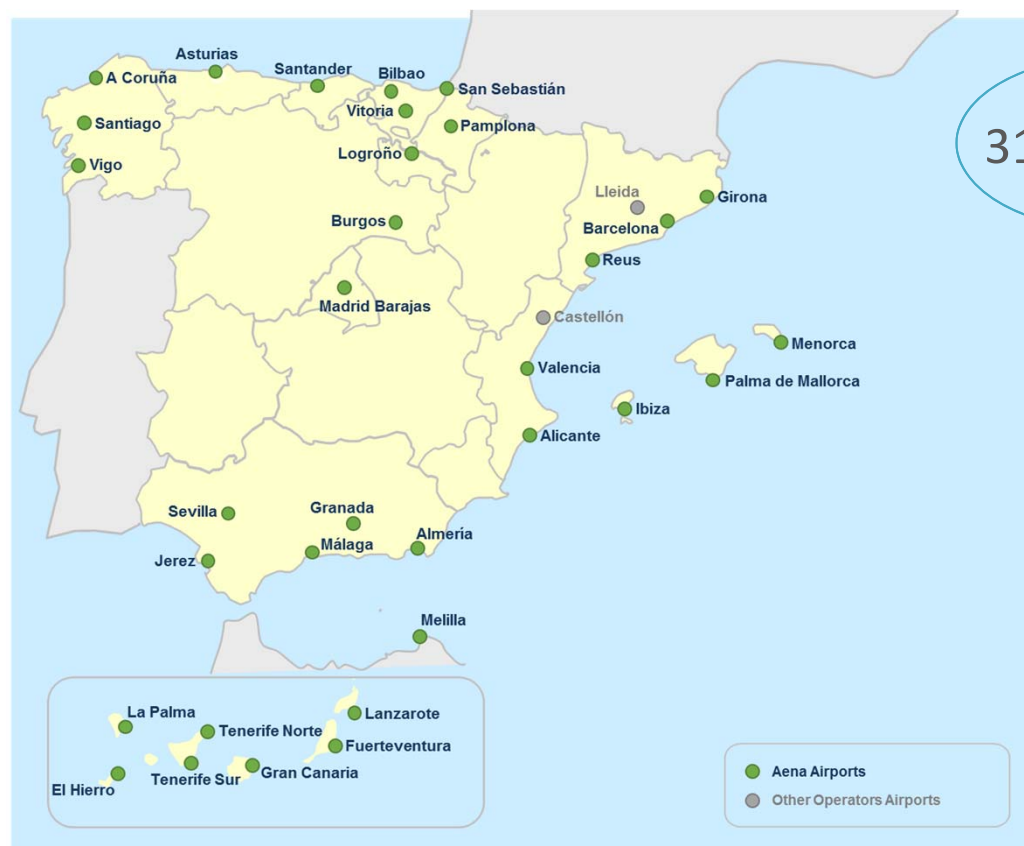 Asturias
Santander
Bilbao
A Coruña
San Sebastián
Vitoria
Santiago
Pamplona
Logroño
Vigo
Lleida
Girona
Burgos
Barcelona
Reus
Madrid Barajas
Castellón
Menorca
Valencia
Palma de Mallorca
Ibiza
Alicante
Sevilla
Granada
Almería
Málaga
Jerez
Melilla
La Palma
Lanzarote
Tenerife Norte
Fuerteventura
Gran Canaria
Tenerife Sur
El Hierro
Aena Airports
Other Operators Airports
31